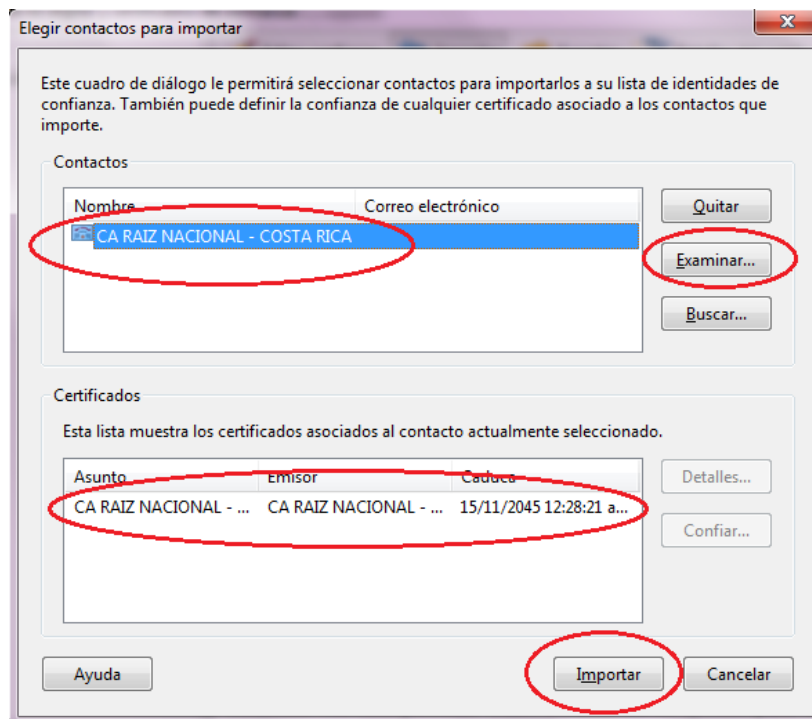 Elegir contactos para importar
Este cuadro de diálogo le permitirá seleccionar contactos para importarlos a su lista de identidades de
confianza. También puede definir la confianza de cualquier certificado asociado a los contactos que
importe.
Contactos
Nombre Correo electrónico Quitar
CA RAIZ NACIONAL - COSTA RICA
Examinar...
Buscar...
Certificados
Esta lista muestra los certificados asociados al contacto actualmente seleccionado.
Asunto Emisor Caduca Detalles...
CA RAIZ NACIONAL - ... CA RAIZ NACIONAL - ... 15/11/2045 12:28:21 a...
Confiar...
Ayuda Importar Cancelar